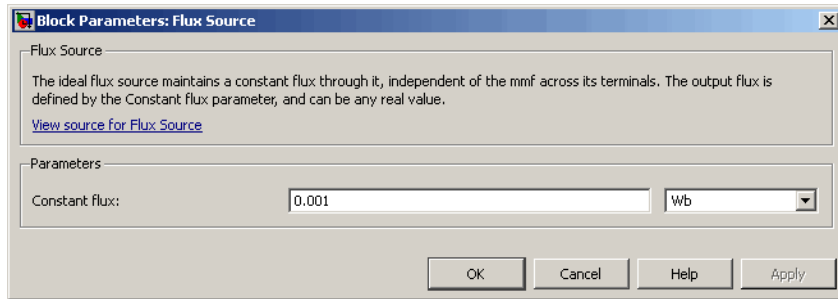 Block Parameters: Flux Source
Flux Source
The ideal flux source maintains a constant flux through it, independent of the mmf across its terminals. The output flux is
defined by the Constant flux parameter, and can be any real value.
View source for Flux Source
Parameters
Constant flux: 0.001 Wb
OK Cancel Help Apply